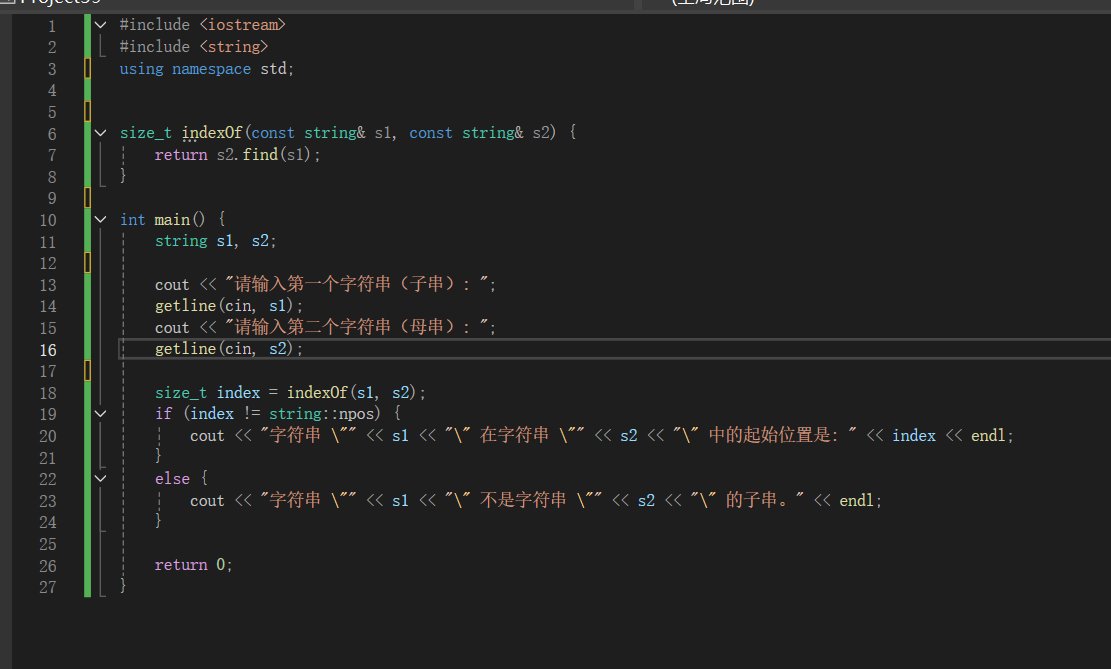 1 #include <iostream>
2 #include <string>
3 using namespace std;
4
5
6 size_t indexOf(const string& s1, const string& s2) {
7 return s2.find(s1);
8 }
9
10 int main() {
11 string s1, s2;
12
13 cout << "请输入第一个字符串（子串）: ";
14 getline(cin, s1);
15 cout << "请输入第二个字符串（母串）: ";
16 getline(cin, s2);
17
18 size_t index = indexOf(s1, s2);
19 if (index != string::npos) {
20 cout << "字符串 \"" << s1 << "\" 在字符串 \"" << s2 << "\" 中的起始位置是: " << index << endl;
21 }
22 else {
23 cout << "字符串 \"" << s1 << "\" 不是字符串 \"" << s2 << "\" 的子串。" << endl;
24 }
25
26 return 0;
27 }